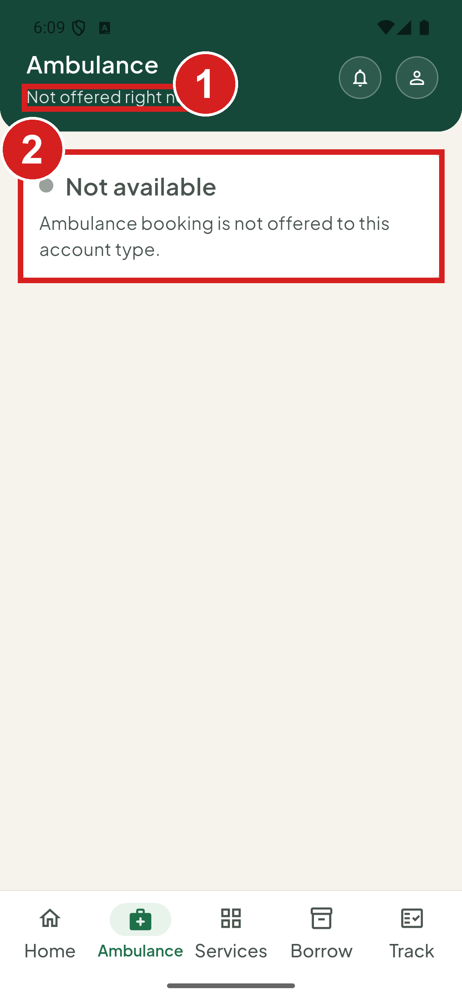 6:09
Ambulance
Not offered right
1
2
Not available
Ambulance booking is not offered to this
account type.
Home
Ambulance
Services
Borrow
Track